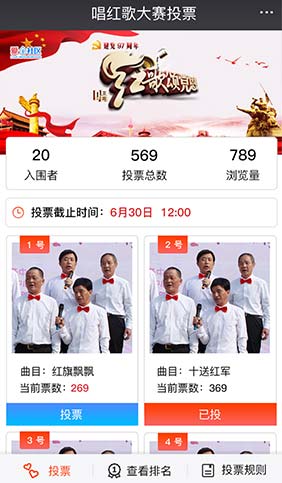 唱红歌大赛投票
建党97周年
唱
红歌颂
20
569
789
入围者
投票总数
浏览量
投票截止时间：6月30日 12:00
1 号
2 号
曲目：红旗飘飘
曲目：十送红军
当前票数：269
当前票数：369
投票
已投
3 号
4 号
投票
查看排名
投票规则